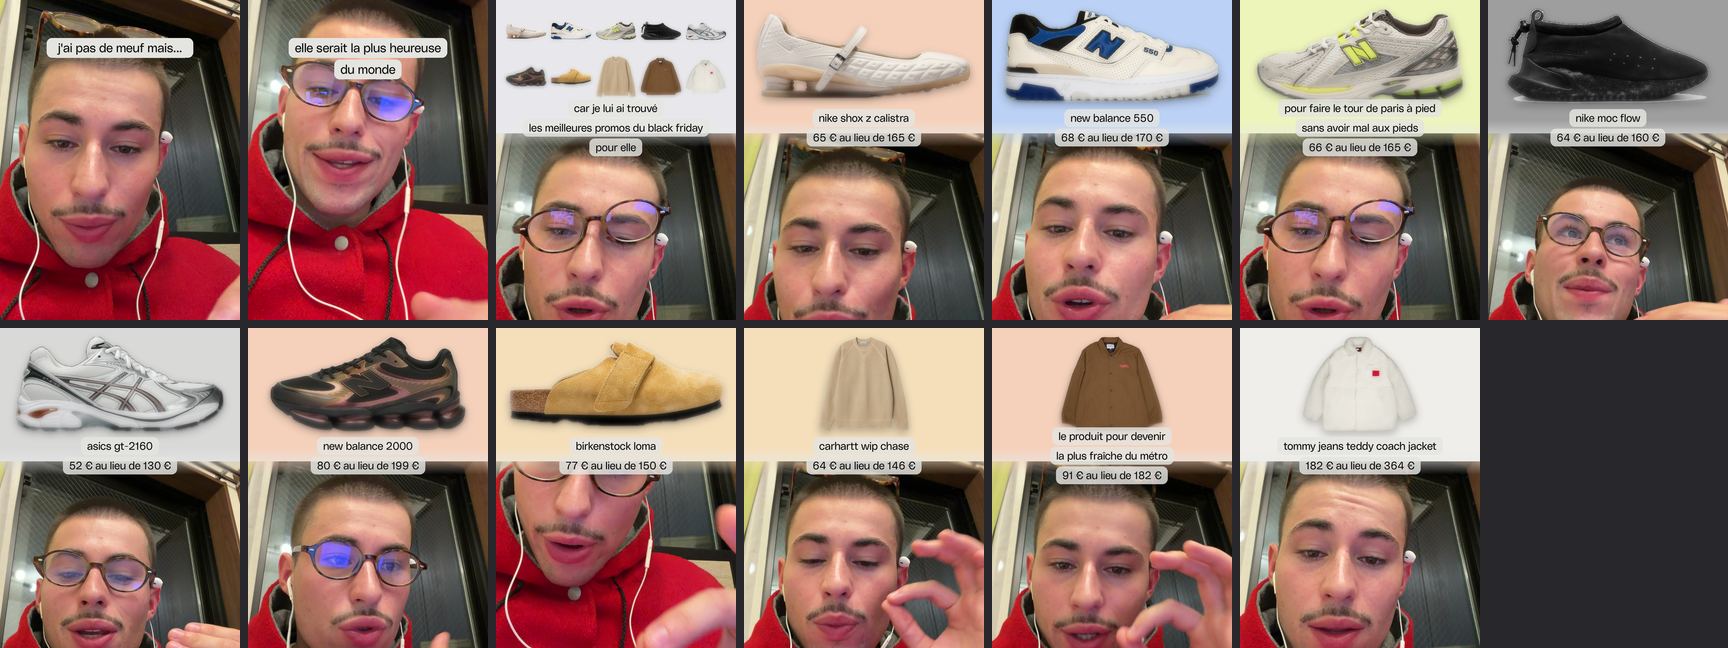 j'ai pas de meuf mais...
elle serait la plus heureuse
du monde
car je lui ai trouvé
les meilleures promos du black friday
pour elle
nike shox z calistra
65 € au lieu de 165 €
550
new balance 550
68 € au lieu de 170 €
pour faire le tour de paris à pied
sans avoir mal aux pieds
66 € au lieu de 165 €
nike moc flow
64 € au lieu de 160 €
asics gt-2160
52 € au lieu de 130 €
new balance 2000
80 € au lieu de 199 €
birkenstock loma
77 € au lieu de 150 €
carhartt wip chase
64 € au lieu de 146 €
le produit pour devenir
la plus fraîche du métro
91 € au lieu de 182 €
tommy jeans teddy coach jacket
182 € au lieu de 364 €